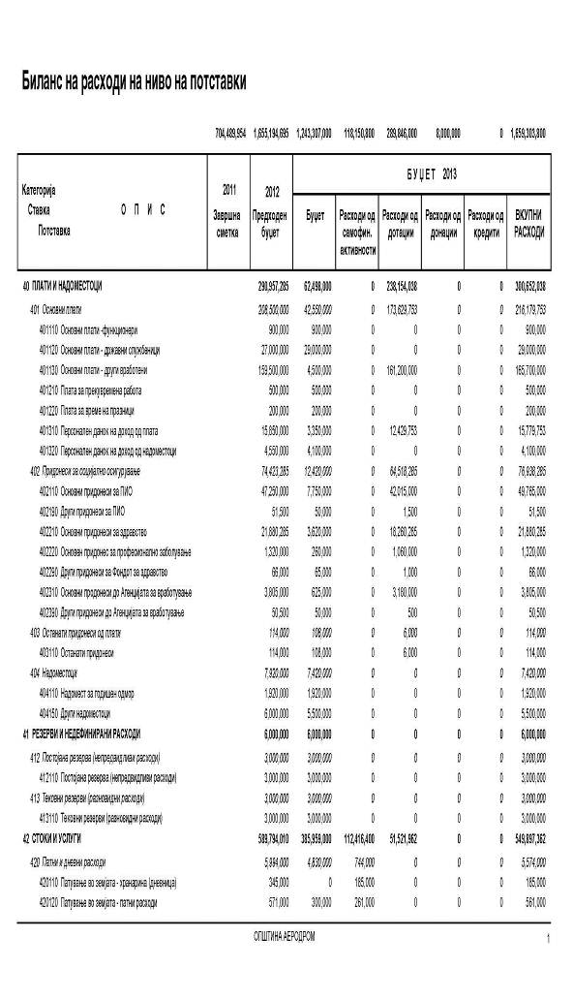 Биланс на расходи на ниво на потставки
704,489,954 1,655,194,695 1,243,307,000 118,150,800 289,846,000 8,000,000 0 1,659,303,800
БУЏЕТ 2013
Категорија
Ставка О П И С
Потставка
2011 Завршна сметка
2012 Предходен буџет
Буџет
Расходи од самофин. активности
Расходи од дотации
Расходи од донации
Расходи од кредити
ВКУПНИ РАСХОДИ
40 ПЛАТИ И НАДОМЕСТОЦИ 290,957,285 62,498,000 0 238,154,038 0 0 300,652,038
401 Основни плати 208,500,000 42,550,000 0 173,629,753 0 0 216,179,753
401110 Основни плати -функционери 900,000 900,000 0 0 0 0 900,000
401120 Основни плати - државни службеници 27,000,000 29,000,000 0 0 0 0 29,000,000
401130 Основни плати - други вработени 159,500,000 4,500,000 0 161,200,000 0 0 165,700,000
401210 Плата за прекувремена работа 500,000 500,000 0 0 0 0 500,000
401220 Плата за време на празници 200,000 200,000 0 0 0 0 200,000
401310 Персонален данок на доход од плата 15,850,000 3,350,000 0 12,429,753 0 0 15,779,753
401320 Персонален данок на доход од надоместоци 4,550,000 4,100,000 0 0 0 0 4,100,000
402 Придонеси за социјално осигурување 74,423,285 12,420,000 0 64,518,285 0 0 76,938,285
402110 Основни придонеси за ПИО 47,250,000 7,750,000 0 42,015,000 0 0 49,765,000
402190 Други придонеси за ПИО 51,500 50,000 0 1,500 0 0 51,500
402210 Основни придонеси за здравство 21,880,285 3,620,000 0 18,260,285 0 0 21,880,285
402220 Основен придонес за професионално заболување 1,320,000 260,000 0 1,060,000 0 0 1,320,000
402290 Други придонеси за Фондот за здравство 66,000 65,000 0 1,000 0 0 66,000
402310 Основни продонеси до Агенцијата за вработување 3,805,000 625,000 0 3,180,000 0 0 3,805,000
402390 Други придонеси до Агенцијата за вработување 50,500 50,000 0 500 0 0 50,500
403 Останати придонеси од плати 114,000 108,000 0 6,000 0 0 114,000
403110 Останати придонеси 114,000 108,000 0 6,000 0 0 114,000
404 Надоместоци 7,920,000 7,420,000 0 0 0 0 7,420,000
404110 Надомест за годишен одмор 1,920,000 1,920,000 0 0 0 0 1,920,000
404150 Други надоместоци 6,000,000 5,500,000 0 0 0 0 5,500,000
41 РЕЗЕРВИ И НЕДЕФИНИРАНИ РАСХОДИ 6,000,000 6,000,000 0 0 0 0 6,000,000
412 Постојана резерва (непредвидливи расходи) 3,000,000 3,000,000 0 0 0 0 3,000,000
412110 Постојана резерва (непредвидливи расходи) 3,000,000 3,000,000 0 0 0 0 3,000,000
413 Тековни резерви (разновидни расходи) 3,000,000 3,000,000 0 0 0 0 3,000,000
413110 Тековни резерви (разновидни расходи) 3,000,000 3,000,000 0 0 0 0 3,000,000
42 СТОКИ И УСЛУГИ 589,794,010 385,959,000 112,416,400 51,521,962 0 0 549,897,362
420 Патни и дневни расходи 5,994,000 4,830,000 744,000 0 0 0 5,574,000
420110 Патување во земјата - хранарина (дневница) 345,000 0 185,000 0 0 0 185,000
420120 Патување во земјата - патни расходи 571,000 300,000 261,000 0 0 0 561,000
ОПШТИНА АЕРОДРОМ 1